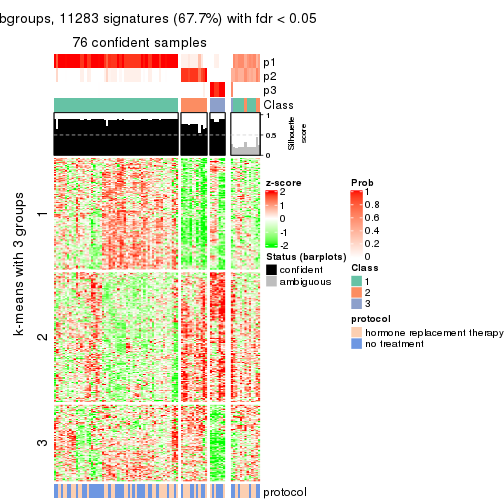 bgroups, 11283 signatures (67.7%) with fdr < 0.05
76 confident samples
p1
p2
p3
Class
1
0.5
0
Silhouette
score
k-means with 3 groups
1
2
3
protocol
z-score
2
1
0
-1
-2
Status (barplots)
confident
ambiguous
Prob
1
0.8
0.6
0.4
0.2
0
Class
1
2
3
protocol
hormone replacement therapy
no treatment